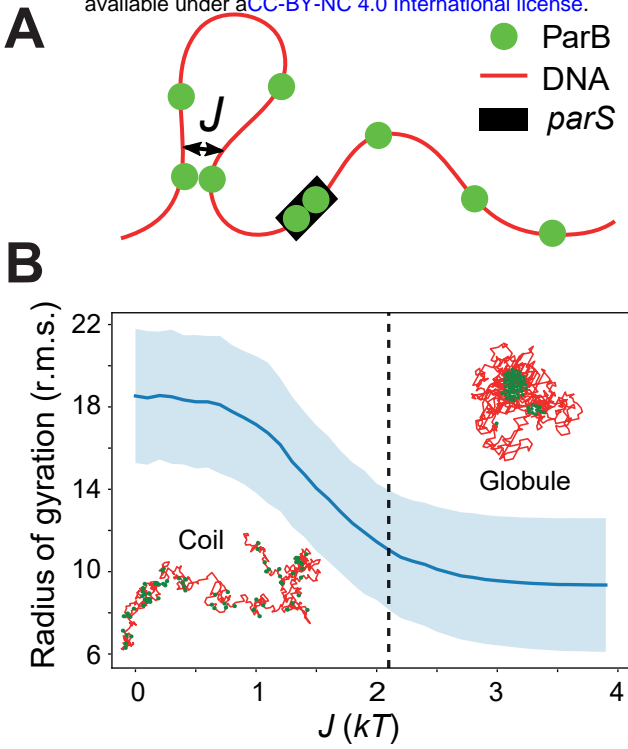 available under aCC-BY-NC 4.0 International license.
A
ParB
DNA
parS
J
B
Radius of gyration (r.m.s.)
22
18
14
10
6
Coil
Globule
0 1 2 3 4
J (kT)